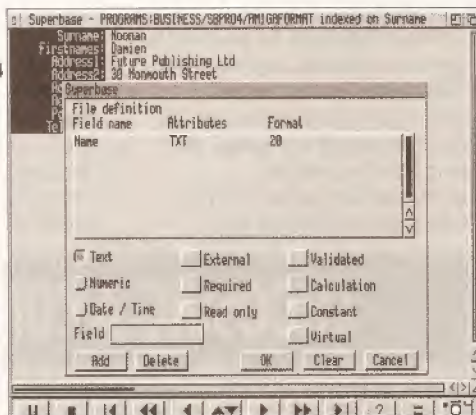 Superbase - PROGRAMS:BUSINESS/SBPRO4/AMIGAFORMAT indexed on Surname
Surname: Noonan
Firstnames: Damien
Address1: Future Publishing Ltd
Address2: 30 Monmouth Street
Superbase
File definition
Field name Attributes Format
Name TXT 20
Text External Validated
Numeric Required Calculation
Date / Time Read only Constant
Field Virtual
Add Delete OK Clear Cancel
?